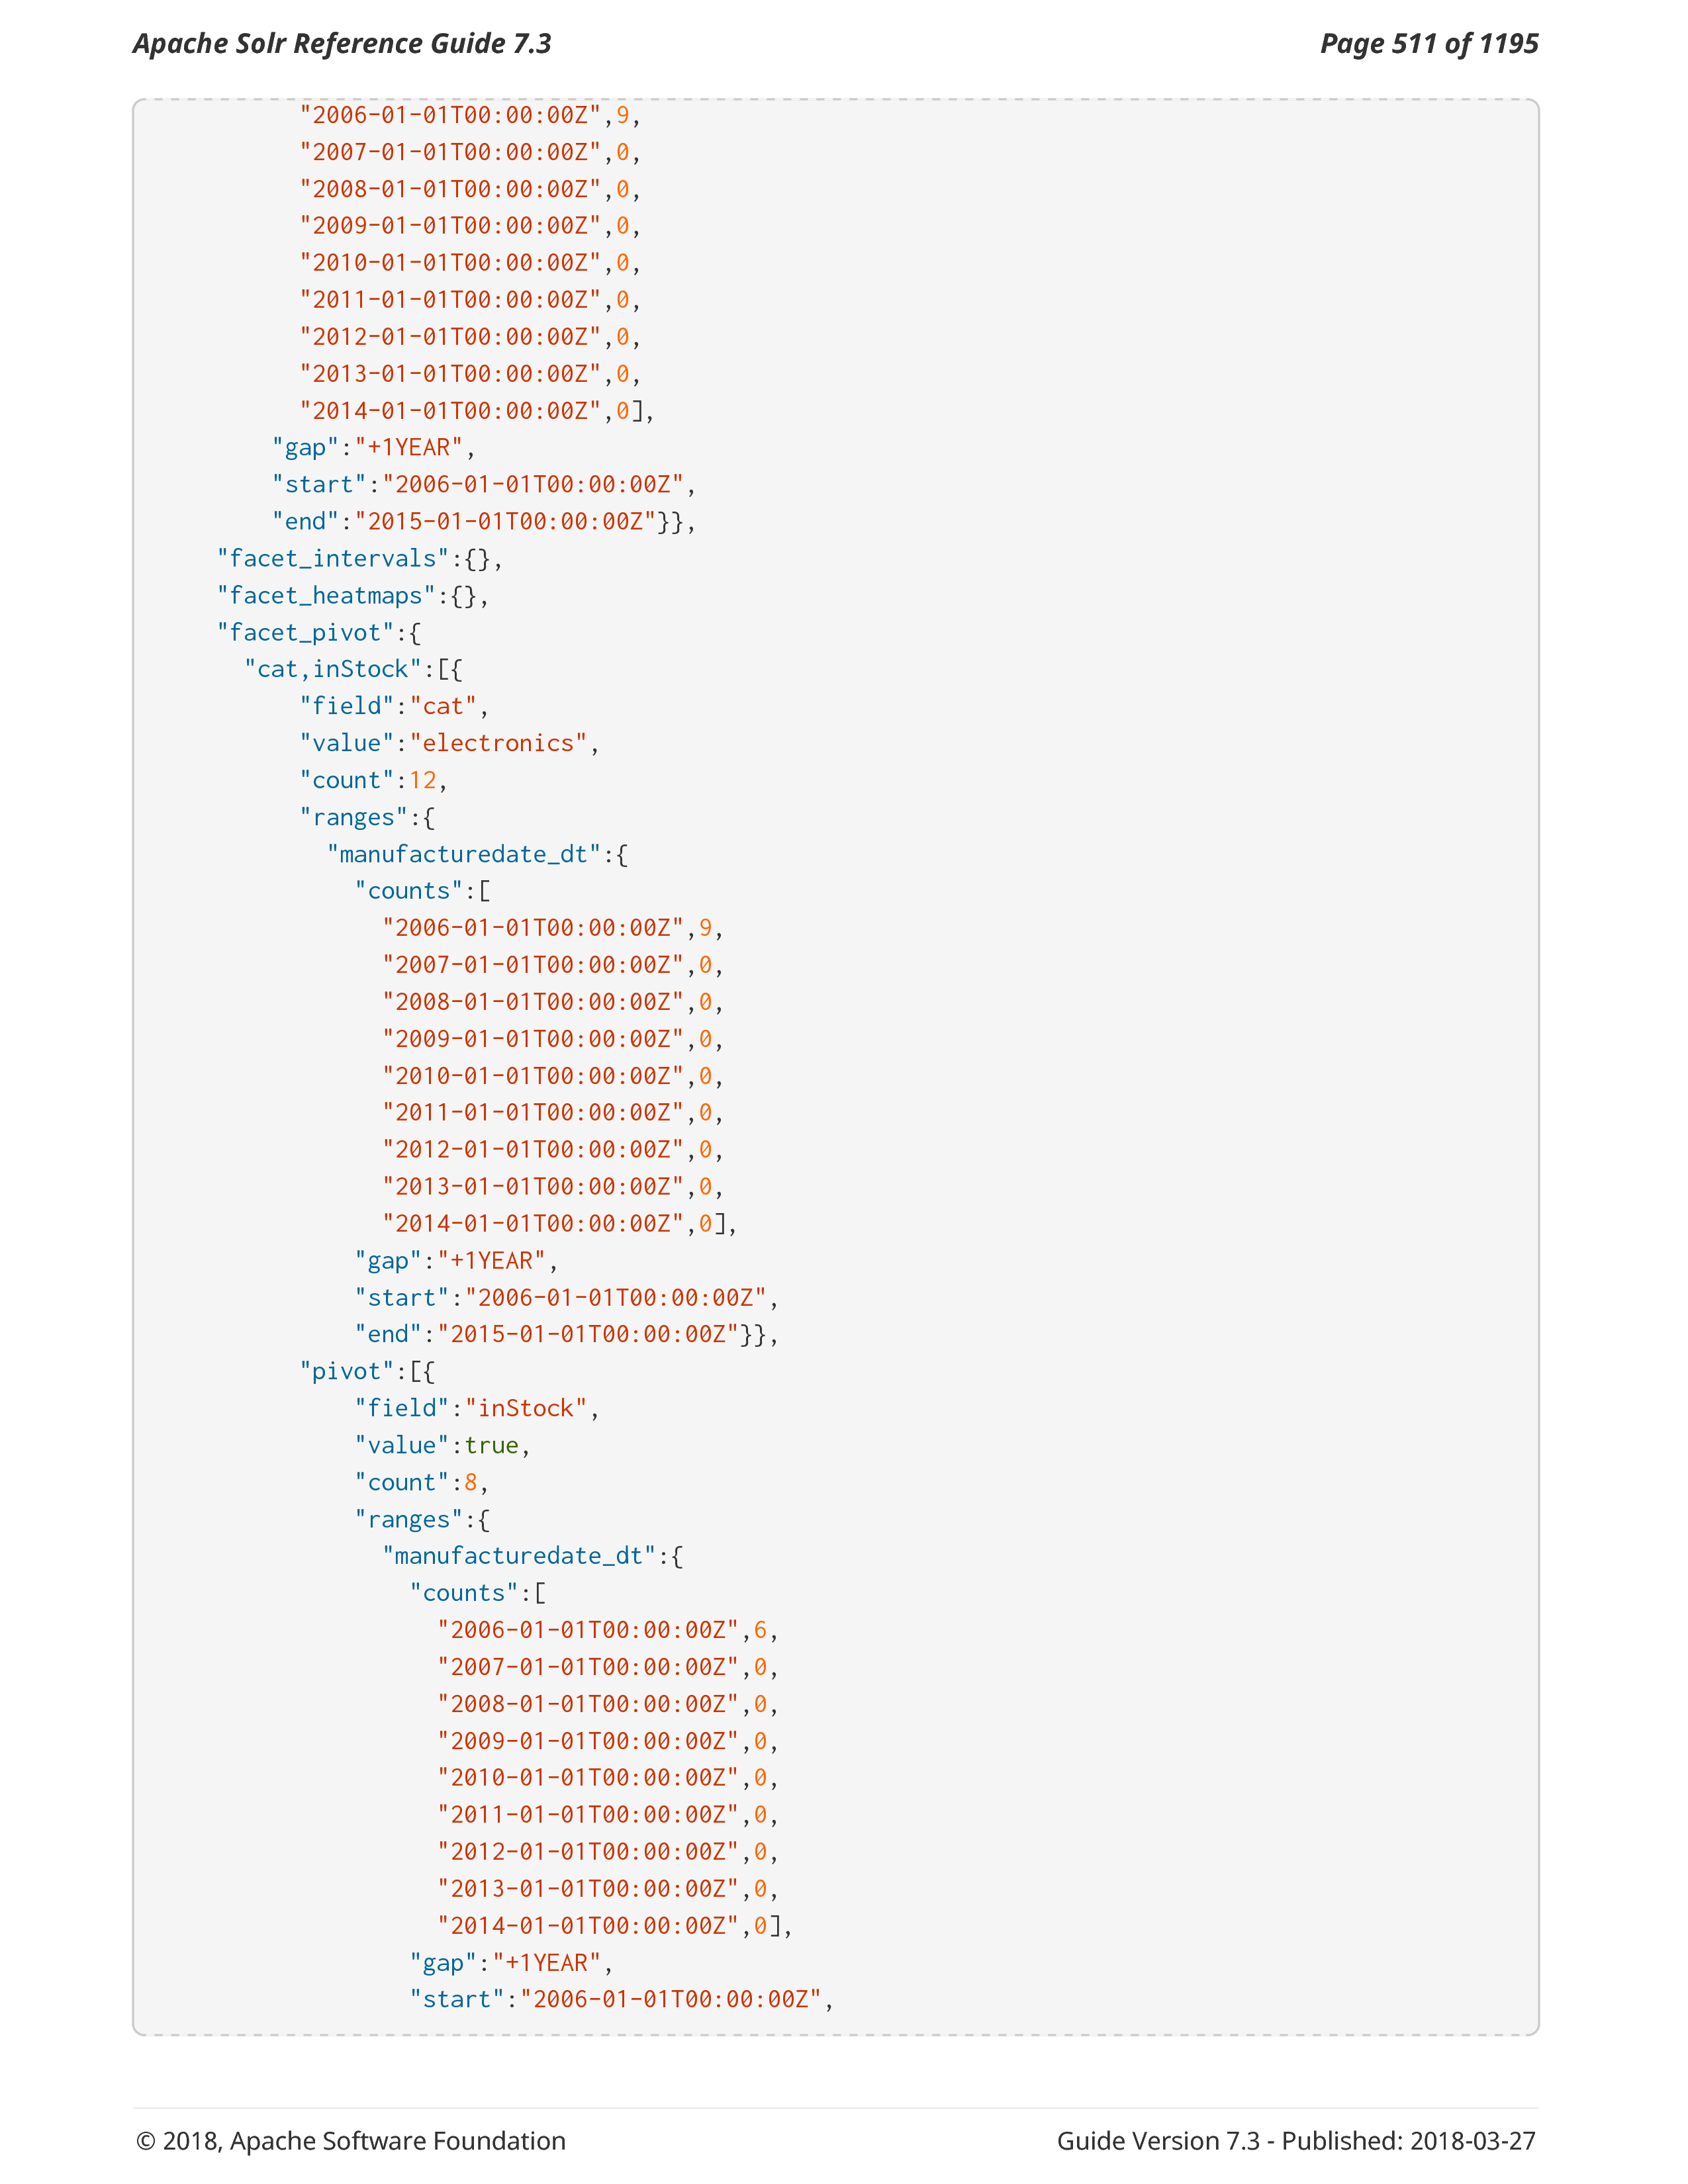 Apache Solr Reference Guide 7.3
Page 511 of 1195
"2006-01-01T00:00:00Z",9,
"2007-01-01T00:00:00Z",0,
"2008-01-01T00:00:00Z",0,
"2009-01-01T00:00:00Z",0,
"2010-01-01T00:00:00Z",0,
"2011-01-01T00:00:00Z",0,
"2012-01-01T00:00:00Z",0,
"2013-01-01T00:00:00Z",0,
"2014-01-01T00:00:00Z",0],
"gap":"+1YEAR",
"start":"2006-01-01T00:00:00Z",
"end":"2015-01-01T00:00:00Z"}},
"facet_intervals":{},
"facet_heatmaps":{},
"facet_pivot":{
"cat,inStock":[{
"field":"cat",
"value":"electronics",
"count":12,
"ranges":{
"manufacturedate_dt":{
"counts":[
"2006-01-01T00:00:00Z",9,
"2007-01-01T00:00:00Z",0,
"2008-01-01T00:00:00Z",0,
"2009-01-01T00:00:00Z",0,
"2010-01-01T00:00:00Z",0,
"2011-01-01T00:00:00Z",0,
"2012-01-01T00:00:00Z",0,
"2013-01-01T00:00:00Z",0,
"2014-01-01T00:00:00Z",0],
"gap":"+1YEAR",
"start":"2006-01-01T00:00:00Z",
"end":"2015-01-01T00:00:00Z"}},
"pivot":[{
"field":"inStock",
"value":true,
"count":8,
"ranges":{
"manufacturedate_dt":{
"counts":[
"2006-01-01T00:00:00Z",6,
"2007-01-01T00:00:00Z",0,
"2008-01-01T00:00:00Z",0,
"2009-01-01T00:00:00Z",0,
"2010-01-01T00:00:00Z",0,
"2011-01-01T00:00:00Z",0,
"2012-01-01T00:00:00Z",0,
"2013-01-01T00:00:00Z",0,
"2014-01-01T00:00:00Z",0],
"gap":"+1YEAR",
"start":"2006-01-01T00:00:00Z",
© 2018, Apache Software Foundation
Guide Version 7.3 - Published: 2018-03-27